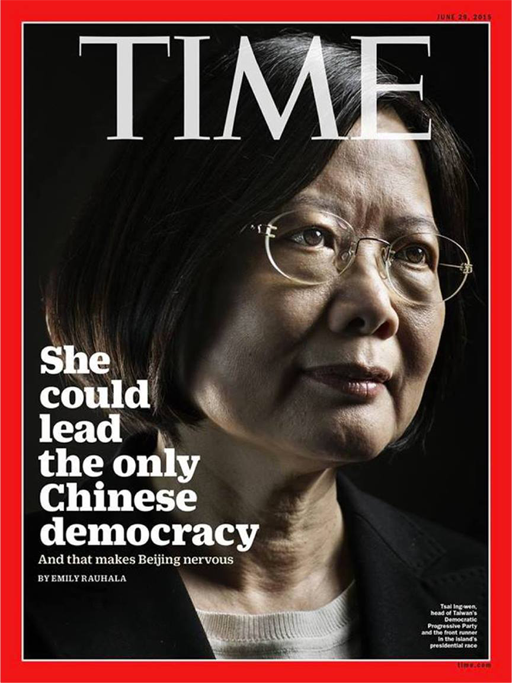 JUNE 29, 2015
TIME
She
could
lead
the only
Chinese
democracy
And that makes Beijing nervous
BY EMILY RAUHALA
Tsai Ing-wen,
head of Taiwan's
Democratic
Progressive Party
and the front runner
in the island's
presidential race
time.com